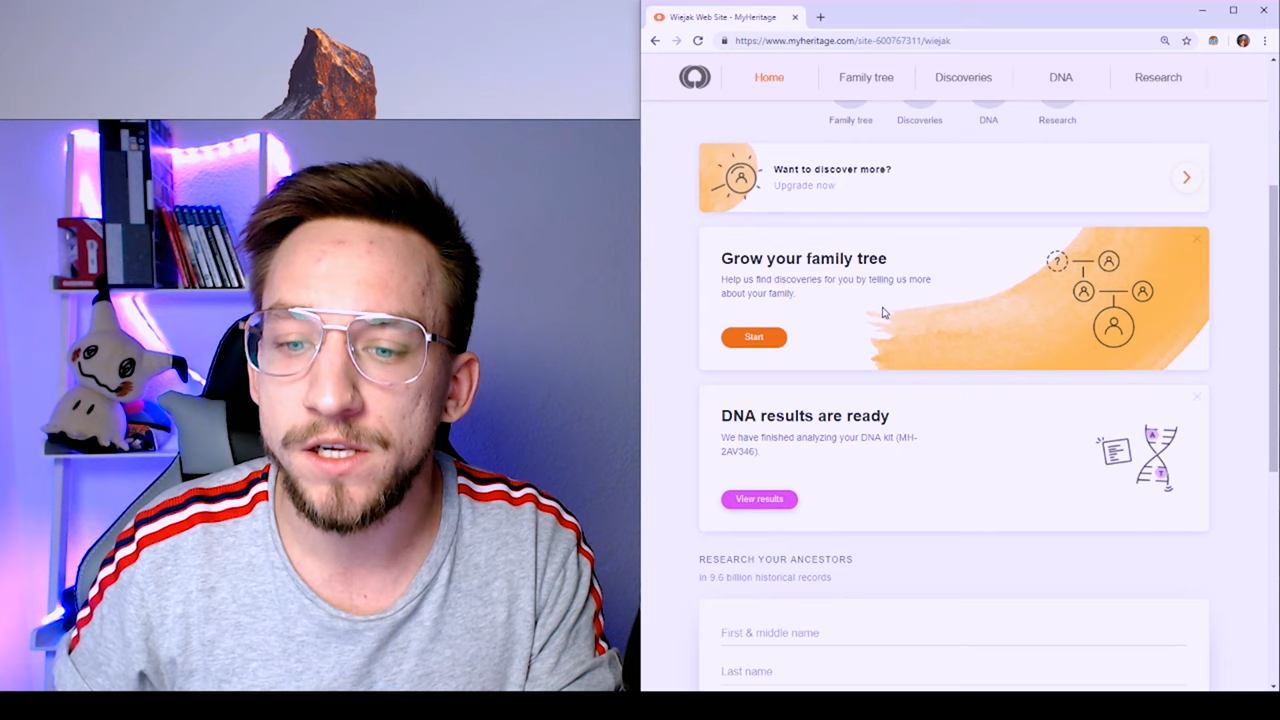 Wiejak Web Site - MyHeritage
https://www.myheritage.com/site-600767311/wiejak
Home
Family tree
Discoveries
DNA
Research
Family tree
Discoveries
DNA
Research
Want to discover more?
Upgrade now
Grow your family tree
Help us find discoveries for you by telling us more
about your family.
Start
DNA results are ready
We have finished analyzing your DNA kit (MH-
2AV346).
View results
RESEARCH YOUR ANCESTORS
in 9.6 billion historical records
First & middle name
Last name